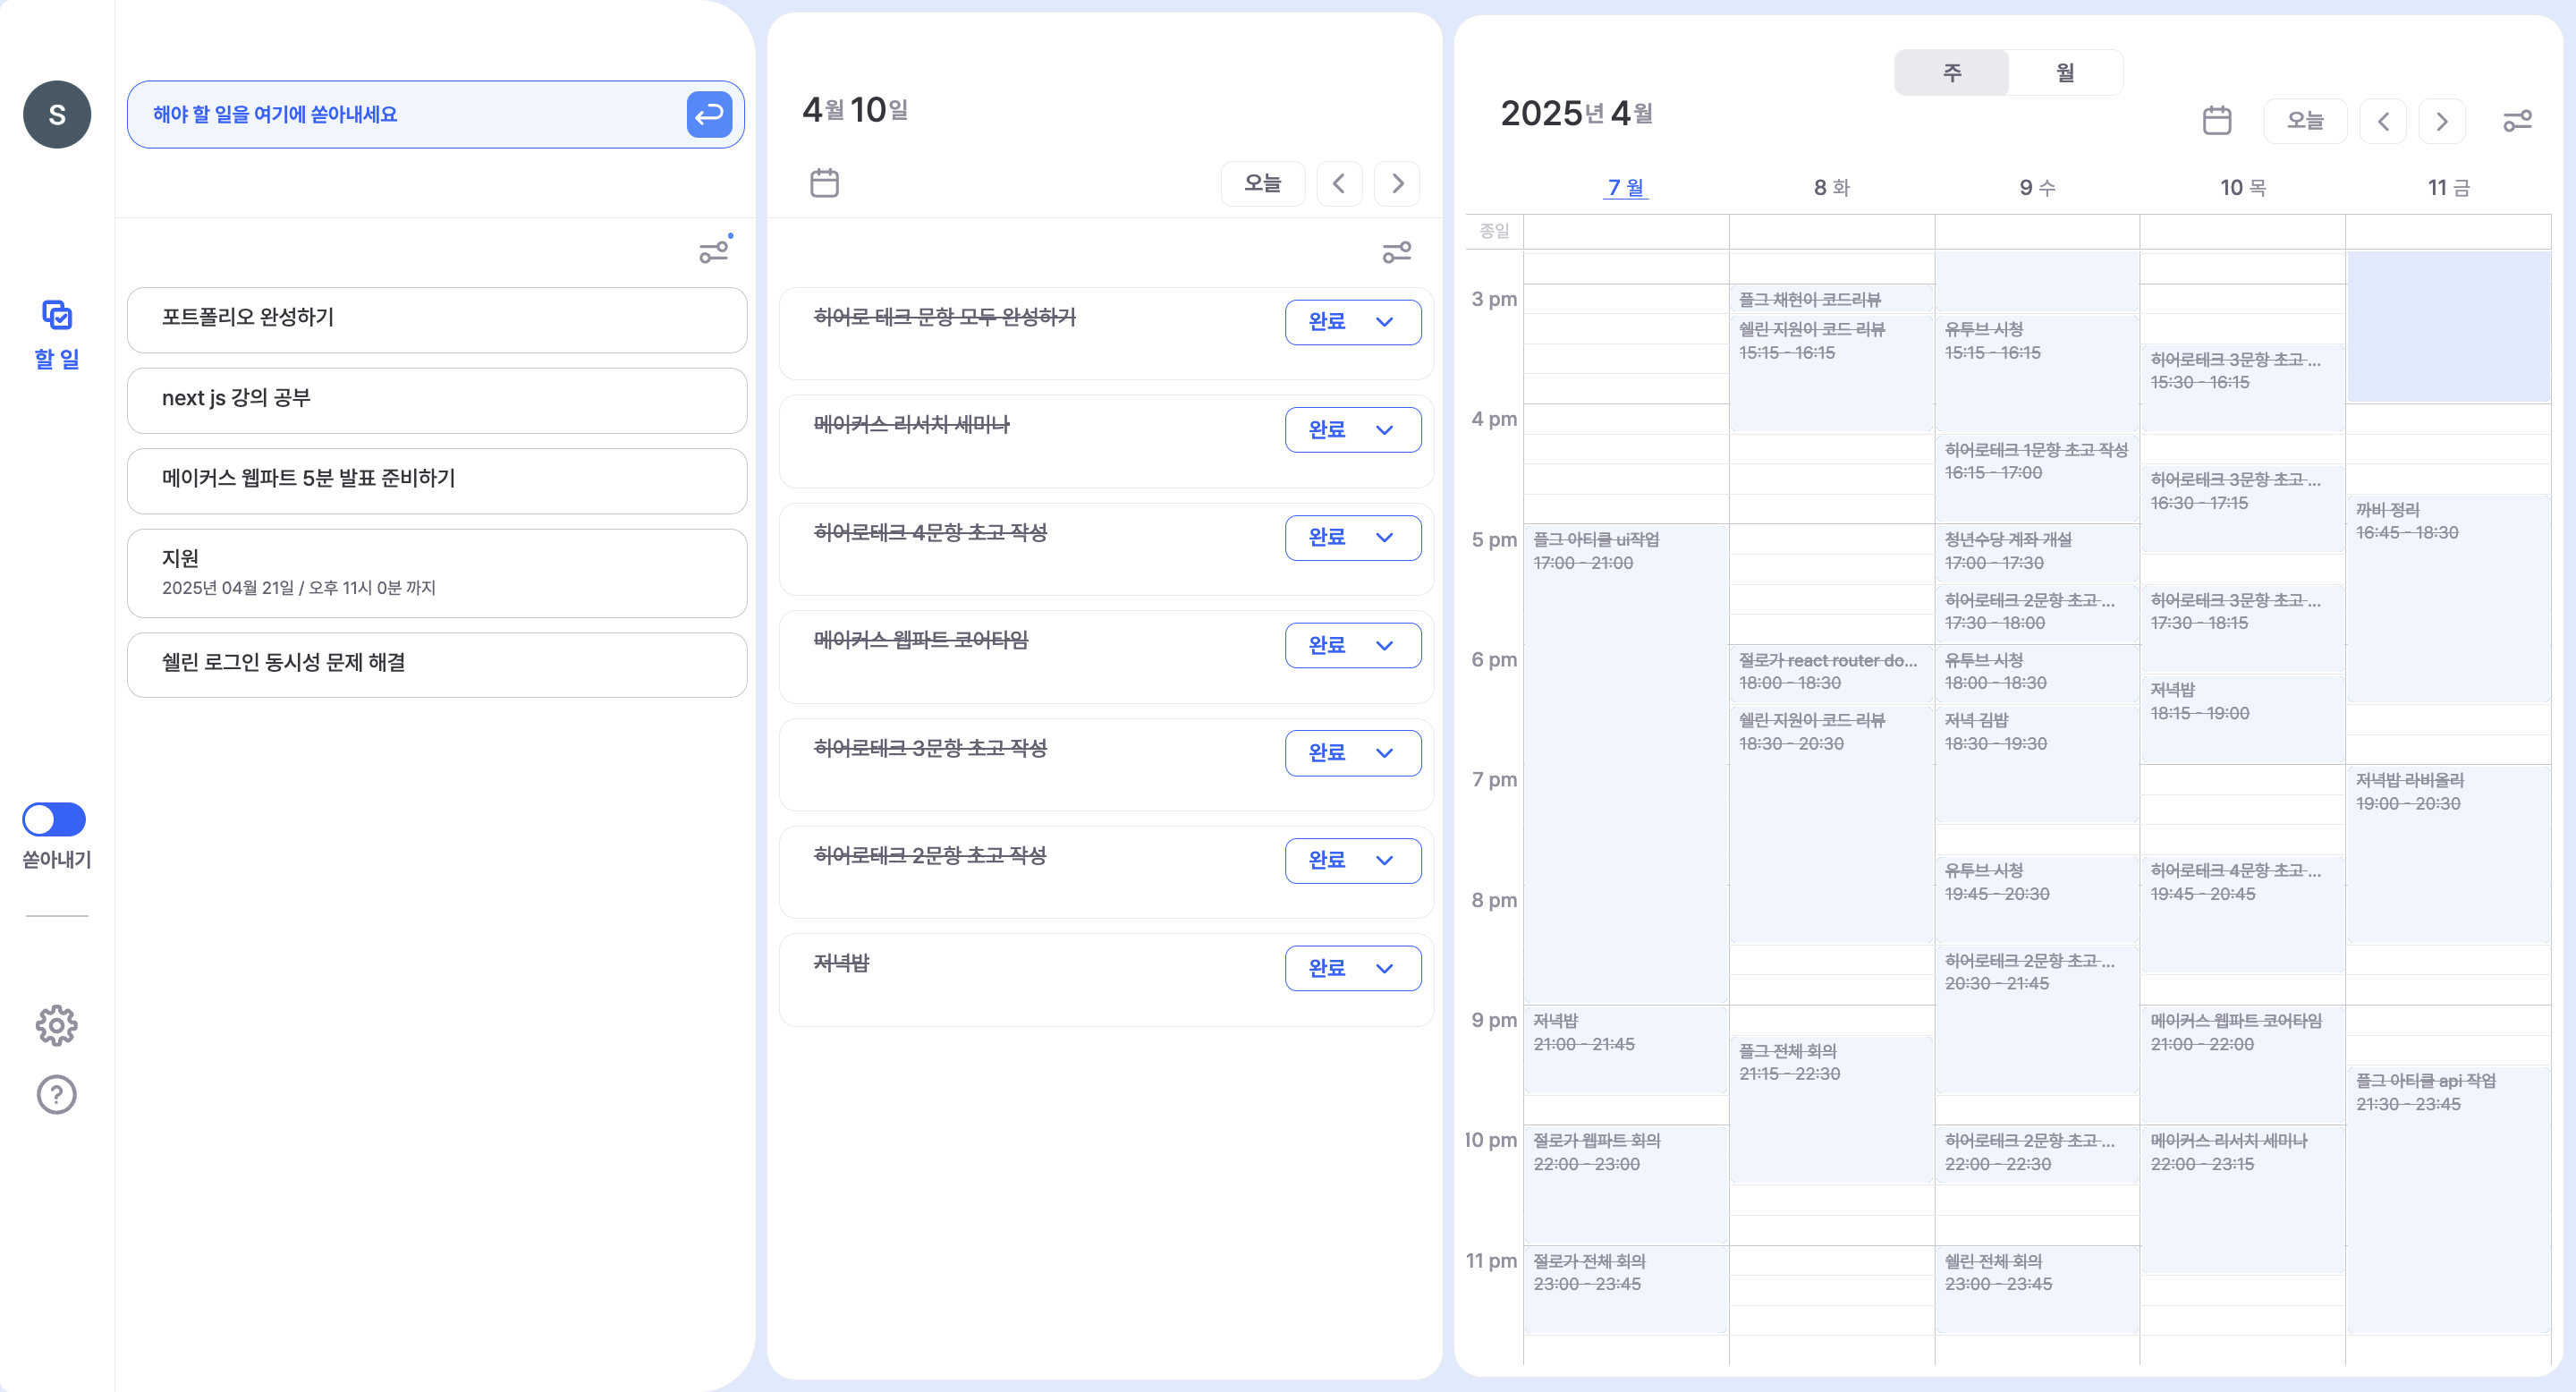 S
할 일
쏟아내기
해야 할 일을 여기에 쏟아내세요
포트폴리오 완성하기
next js 강의 공부
메이커스 웹파트 5분 발표 준비하기
지원
2025년 04월 21일 / 오후 11시 0분 까지
쉘린 로그인 동시성 문제 해결
4월 10일
오늘
히어로 테크 문항 모두 완성하기
완료
메이커스 리서치 세미나
완료
히어로테크 4문항 초고 작성
완료
메이커스 웹파트 코어타임
완료
히어로테크 3문항 초고 작성
완료
히어로테크 2문항 초고 작성
완료
저녁밥
완료
주 월
2025년 4월
오늘
7 월
8 화
9 수
10 목
11 금
종일
3 pm
4 pm
5 pm
6 pm
7 pm
8 pm
9 pm
10 pm
11 pm
플그 아티클 ui작업
17:00 - 21:00
저녁밥
21:00 - 21:45
절로가 웹파트 회의
22:00 - 23:00
절로가 전체 회의
23:00 - 23:45
플그 채현이 코드리뷰
쉘린 지원이 코드 리뷰
15:15 - 16:15
절로가 react router do...
18:00 - 18:30
쉘린 지원이 코드 리뷰
18:30 - 20:30
플그 전체 회의
21:15 - 22:30
유투브 시청
15:15 - 16:15
히어로테크 1문항 초고 작성
16:15 - 17:00
청년수당 계좌 개설
17:00 - 17:30
히어로테크 2문항 초고 ...
17:30 - 18:00
유투브 시청
18:00 - 18:30
저녁 김밥
18:30 - 19:30
유투브 시청
19:45 - 20:30
히어로테크 2문항 초고 ...
20:30 - 21:45
히어로테크 2문항 초고 ...
22:00 - 22:30
쉘린 전체 회의
23:00 - 23:45
히어로테크 3문항 초고 ...
15:30 - 16:15
히어로테크 3문항 초고 ...
16:30 - 17:15
히어로테크 3문항 초고 ...
17:30 - 18:15
저녁밥
18:15 - 19:00
히어로테크 4문항 초고 ...
19:45 - 20:45
메이커스 웹파트 코어타임
21:00 - 22:00
메이커스 리서치 세미나
22:00 - 23:15
까비 정리
16:45 - 18:30
저녁밥 라비올리
19:00 - 20:30
플그 아티클 api 작업
21:30 - 23:45